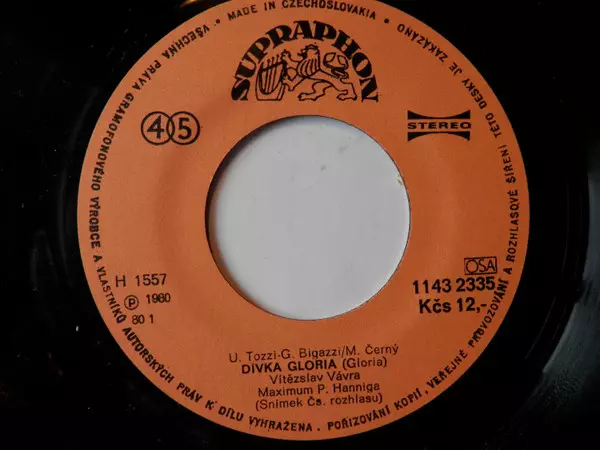 VŠECHNA PRÁVA GRAMOFONOVÉHO VÝROBCE A VLASTNÍKŮ AUTORSKÝCH PRÁV K DÍLU VYHRAŽENA. POŘIZOVÁNÍ KOPIÍ, VEŘEJNÉ PROVOZOVÁNÍ A ROZHLASOVÉ ŠÍŘENÍ TÉTO DESKY JE ZAKÁZÁNO
• MADE IN CZECHOSLOVAKIA •
SUPRAPHON
45
STEREO
OSA
H 1557
Ⓟ 1980
80 1
1143 2335
Kčs 12,-
U. Tozzi-G. Bigazzi/M. Černý
DÍVKA GLORIA (Gloria)
Vítězslav Vávra
Maximum P. Hanniga
(Snímek Čs. rozhlasu)